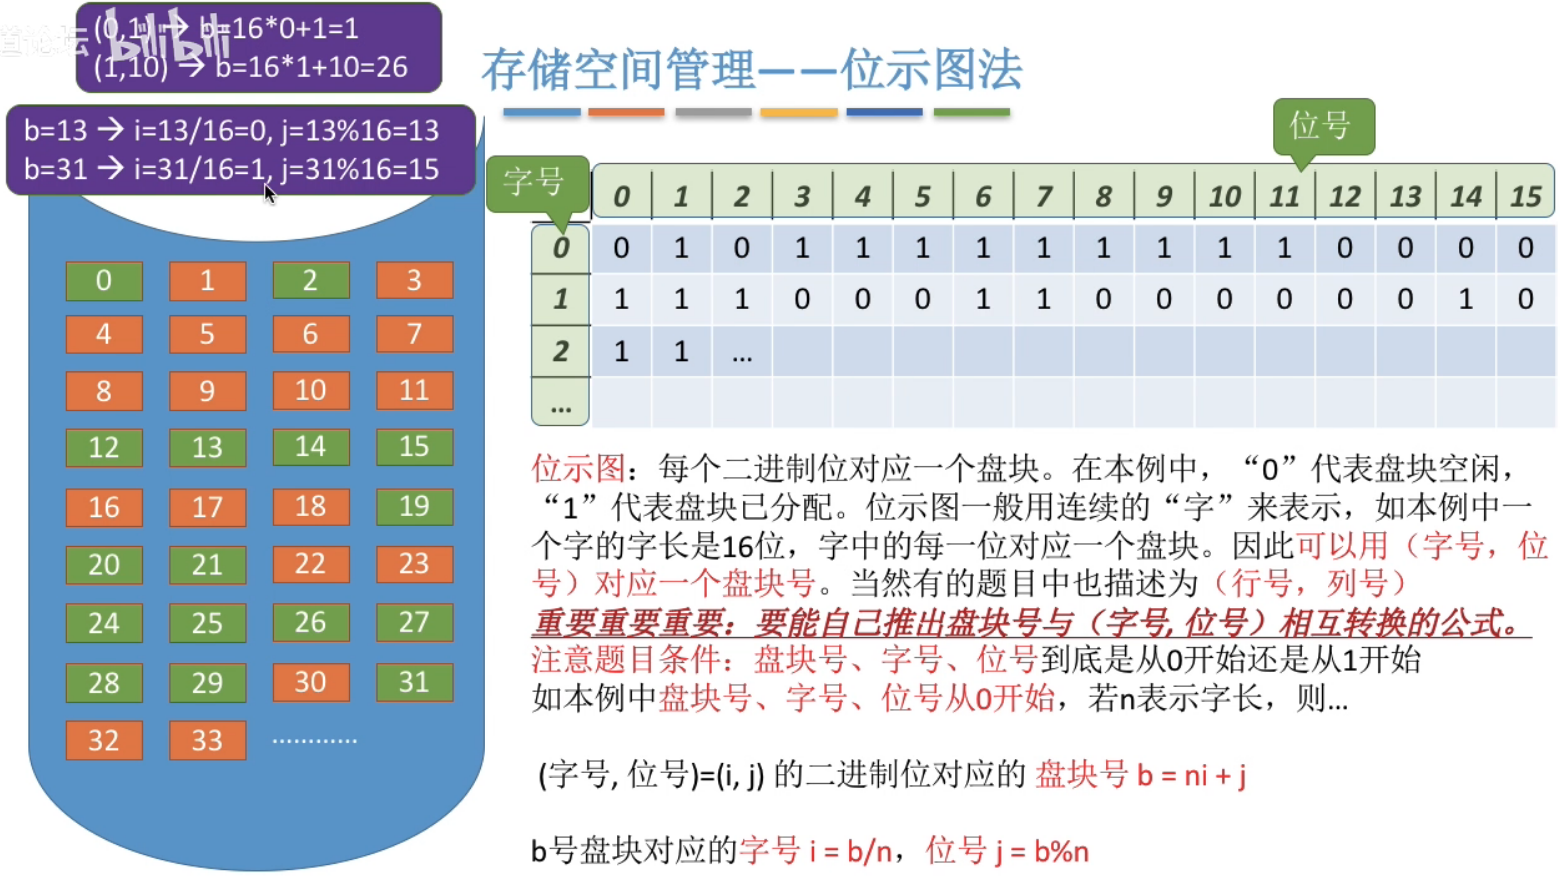 (0,1) → b=16*0+1=1
bilibili
(1,10) → b=16*1+10=26
b=13 → i=13/16=0, j=13%16=13
b=31 → i=31/16=1, j=31%16=15
存储空间管理——位示图法
位号
字号
0 1 2 3 4 5 6 7 8 9 10 11 12 13 14 15
0 0 1 0 1 1 1 1 1 1 1 1 1 0 0 0 0
1 1 1 1 0 0 0 1 1 0 0 0 0 0 0 1 0
2 1 1 ...
...
0 1 2 3
4 5 6 7
8 9 10 11
12 13 14 15
16 17 18 19
20 21 22 23
24 25 26 27
28 29 30 31
32 33 …………
位示图：每个二进制位对应一个盘块。在本例中，“0”代表盘块空闲，
“1”代表盘块已分配。位示图一般用连续的“字”来表示，如本例中一
个字的字长是16位，字中的每一位对应一个盘块。因此可以用（字号，位
号）对应一个盘块号。当然有的题目中也描述为（行号，列号）
重要重要重要：要能自己推出盘块号与（字号, 位号）相互转换的公式。
注意题目条件：盘块号、字号、位号到底是从0开始还是从1开始
如本例中盘块号、字号、位号从0开始，若n表示字长，则...
(字号, 位号)=(i, j) 的二进制位对应的 盘块号 b = ni + j
b号盘块对应的字号 i = b/n，位号 j = b%n